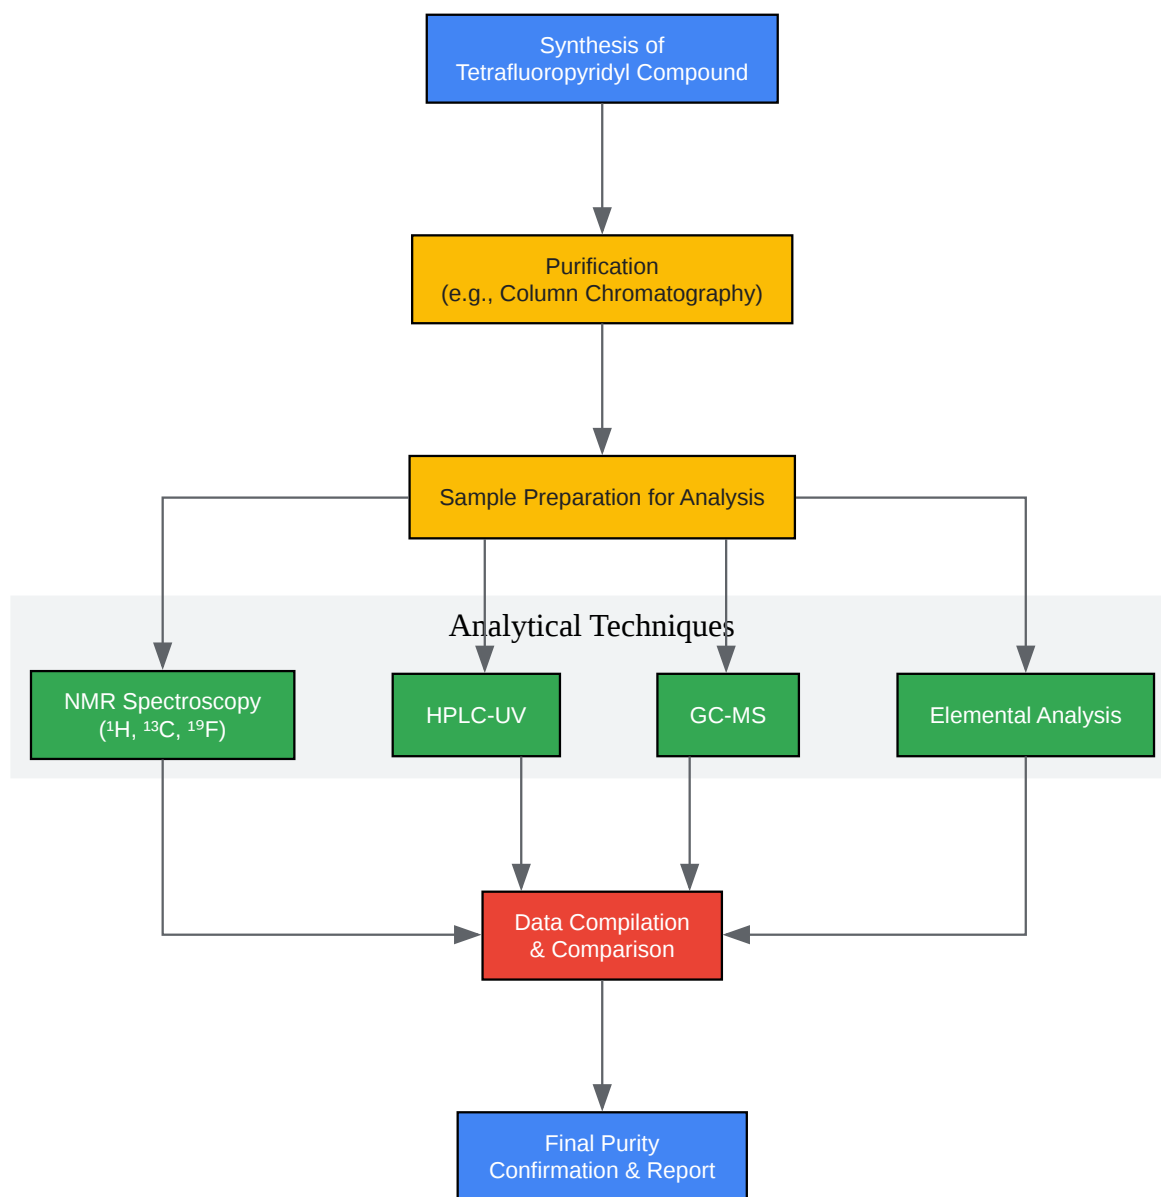 Synthesis of
Tetrafluoropyridyl Compound
Purification
(e.g., Column Chromatography)
Sample Preparation for Analysis
Analytical Techniques
NMR Spectroscopy
(¹H, ¹³C, ¹⁹F)
HPLC-UV
GC-MS
Elemental Analysis
Data Compilation
& Comparison
Final Purity
Confirmation & Report